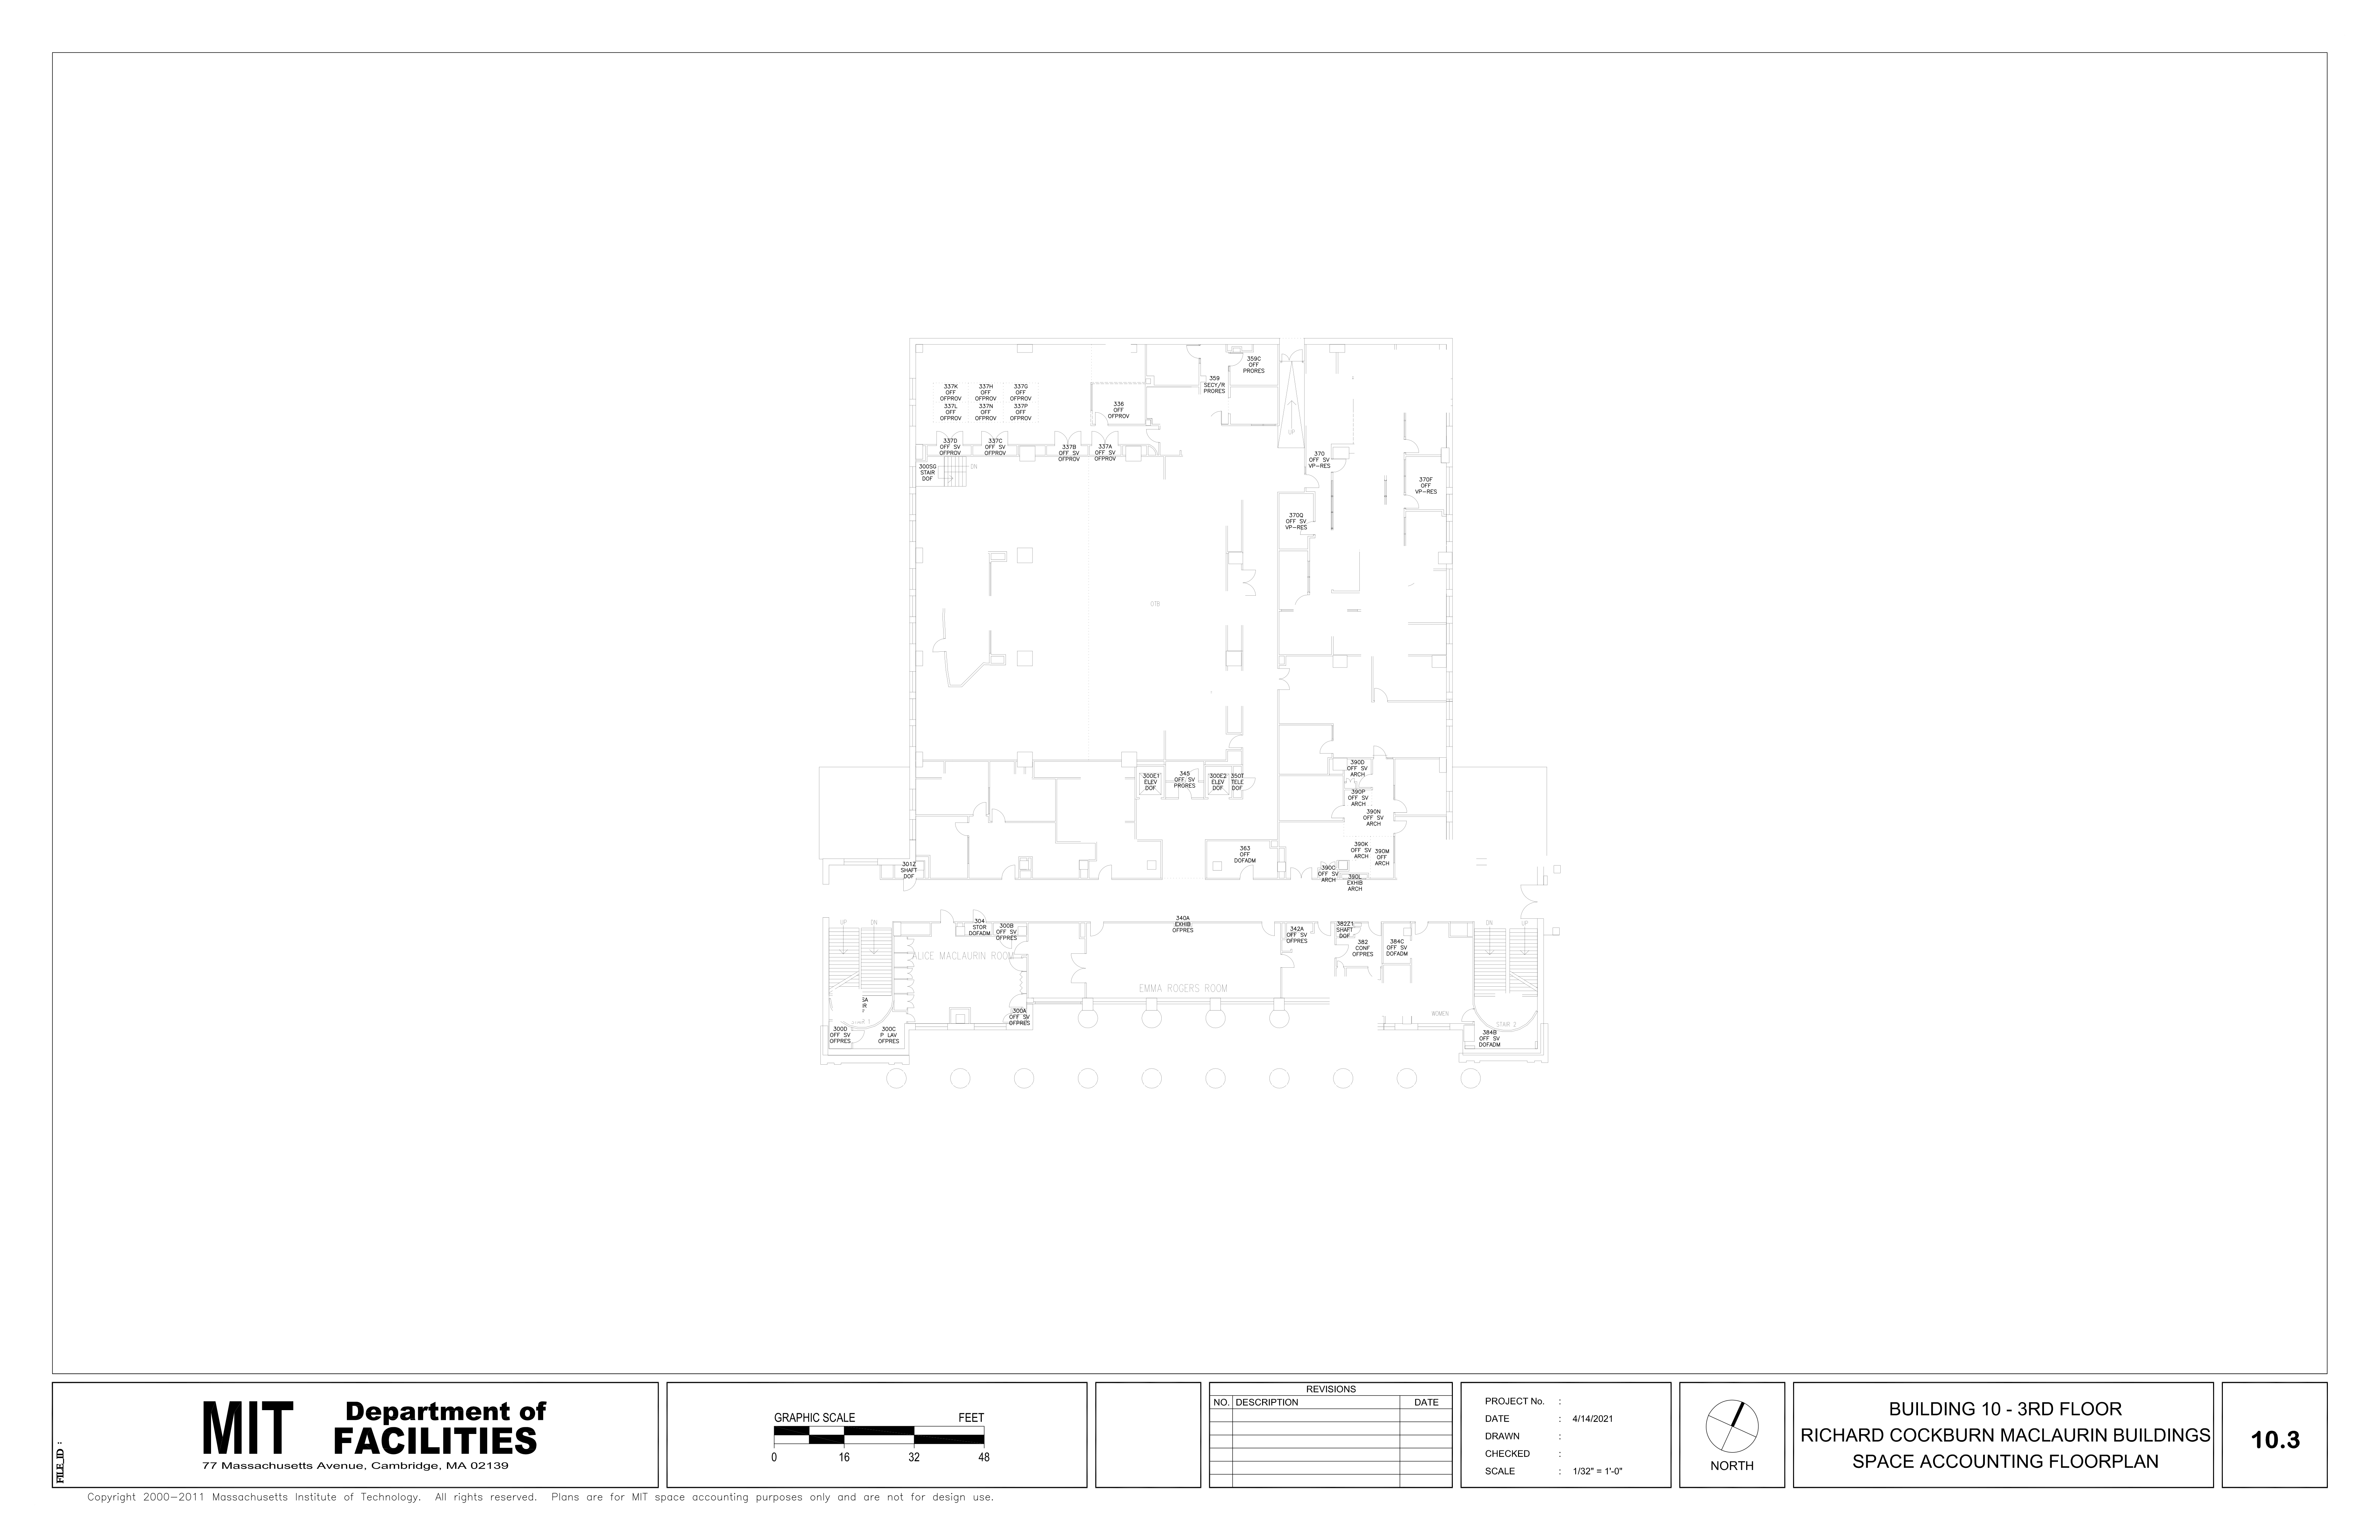 359C
OFF
PRORES
359
SECY/R
PRORES
337K
OFF
OFPROV
337H
OFF
OFPROV
337G
OFF
OFPROV
337L
OFF
OFPROV
337N
OFF
OFPROV
337P
OFF
OFPROV
336
OFF
OFPROV
UP
337D
OFF SV
OFPROV
337C
OFF SV
OFPROV
337B
OFF SV
OFPROV
337A
OFF SV
OFPROV
370
OFF SV
VP-RES
300SG
STAIR
DOF
DN
370F
OFF
VP-RES
370Q
OFF SV
VP-RES
OTB
390D
OFF SV
ARCH
300E1
ELEV
DOF
345
OFF SV
PRORES
300E2
ELEV
DOF
350T
TELE
DOF
390P
OFF SV
ARCH
390N
OFF SV
ARCH
363
OFF
DOFADM
390K
OFF SV
ARCH
390M
OFF
ARCH
301Z
SHAFT
DOF
390C
OFF SV
ARCH
390L
EXHIB
ARCH
UP
DN
304
STOR
DOFADM
300B
OFF SV
OFPRES
340A
EXHIB
OFPRES
342A
OFF SV
OFPRES
382Z1
SHAFT
DOF
382
CONF
OFPRES
384C
OFF SV
DOFADM
DN
UP
ALICE MACLAURIN ROOM
EMMA ROGERS ROOM
SA
R
F
1
300A
OFF SV
OFPRES
WOMEN
STAIR 2
300D
OFF SV
OFPRES
300C
P LAV
OFPRES
384B
OFF SV
DOFADM
FILE_ID :
MIT
Department of
FACILITIES
77 Massachusetts Avenue, Cambridge, MA 02139
GRAPHIC SCALE FEET
0 16 32 48
REVISIONS
NO. DESCRIPTION DATE
PROJECT No. :
DATE : 4/14/2021
DRAWN :
CHECKED :
SCALE : 1/32" = 1'-0"
NORTH
BUILDING 10 - 3RD FLOOR
RICHARD COCKBURN MACLAURIN BUILDINGS
SPACE ACCOUNTING FLOORPLAN
10.3
Copyright 2000-2011 Massachusetts Institute of Technology. All rights reserved. Plans are for MIT space accounting purposes only and are not for design use.